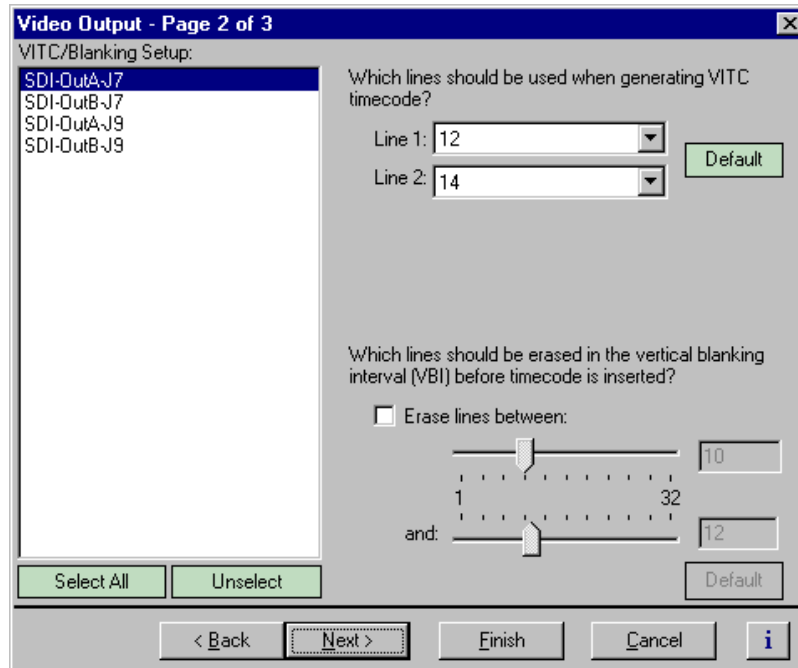 Video Output - Page 2 of 3
VITC/Blanking Setup:
SDI-OutA-J7
SDI-OutB-J7
SDI-OutA-J9
SDI-OutB-J9
Select All
Unselect
Which lines should be used when generating VITC
timecode?
Line 1: 12
Default
Line 2: 14
Which lines should be erased in the vertical blanking
interval (VBI) before timecode is inserted?
Erase lines between:
10
1 32
and: 12
Default
< Back
Next >
Finish
Cancel
i